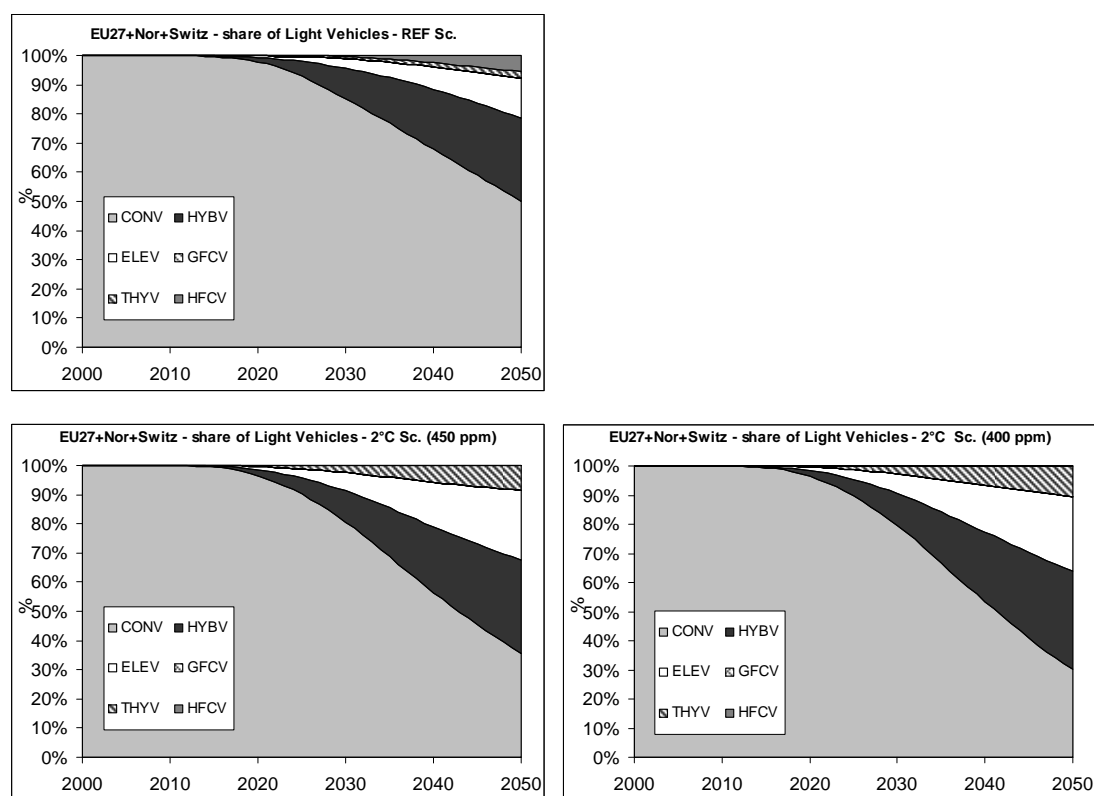 EU27+Nor+Switz - share of Light Vehicles - REF Sc.
100%
90%
80%
70%
60%
50%
40%
30%
20%
10%
0%
%
CONV HYBV
ELEV GFCV
THYV HFCV
2000 2010 2020 2030 2040 2050
EU27+Nor+Switz - share of Light Vehicles - 2°C Sc. (450 ppm)
100%
90%
80%
70%
60%
50%
40%
30%
20%
10%
0%
%
CONV HYBV
ELEV GFCV
THYV HFCV
2000 2010 2020 2030 2040 2050
EU27+Nor+Switz - share of Light Vehicles - 2°C Sc. (400 ppm)
100%
90%
80%
70%
60%
50%
40%
30%
20%
10%
0%
%
CONV HYBV
ELEV GFCV
THYV HFCV
2000 2010 2020 2030 2040 2050